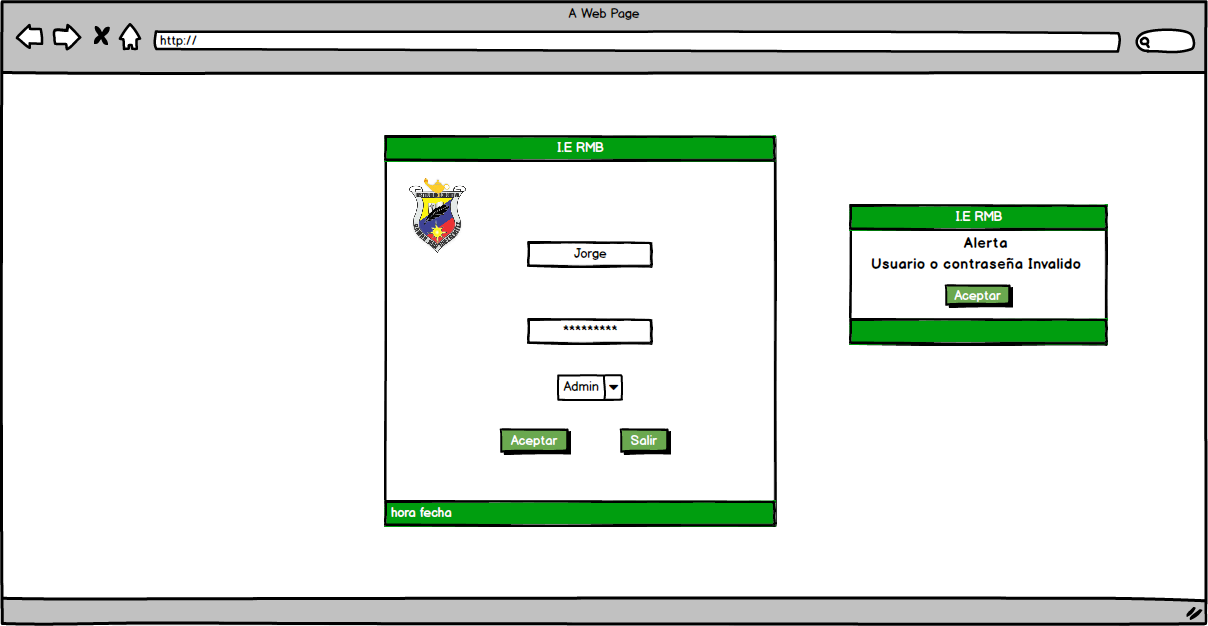 A Web Page
http://
I.E RMB
Jorge
*********
Admin
Aceptar
Salir
hora fecha
I.E RMB
Alerta
Usuario o contraseña Invalido
Aceptar